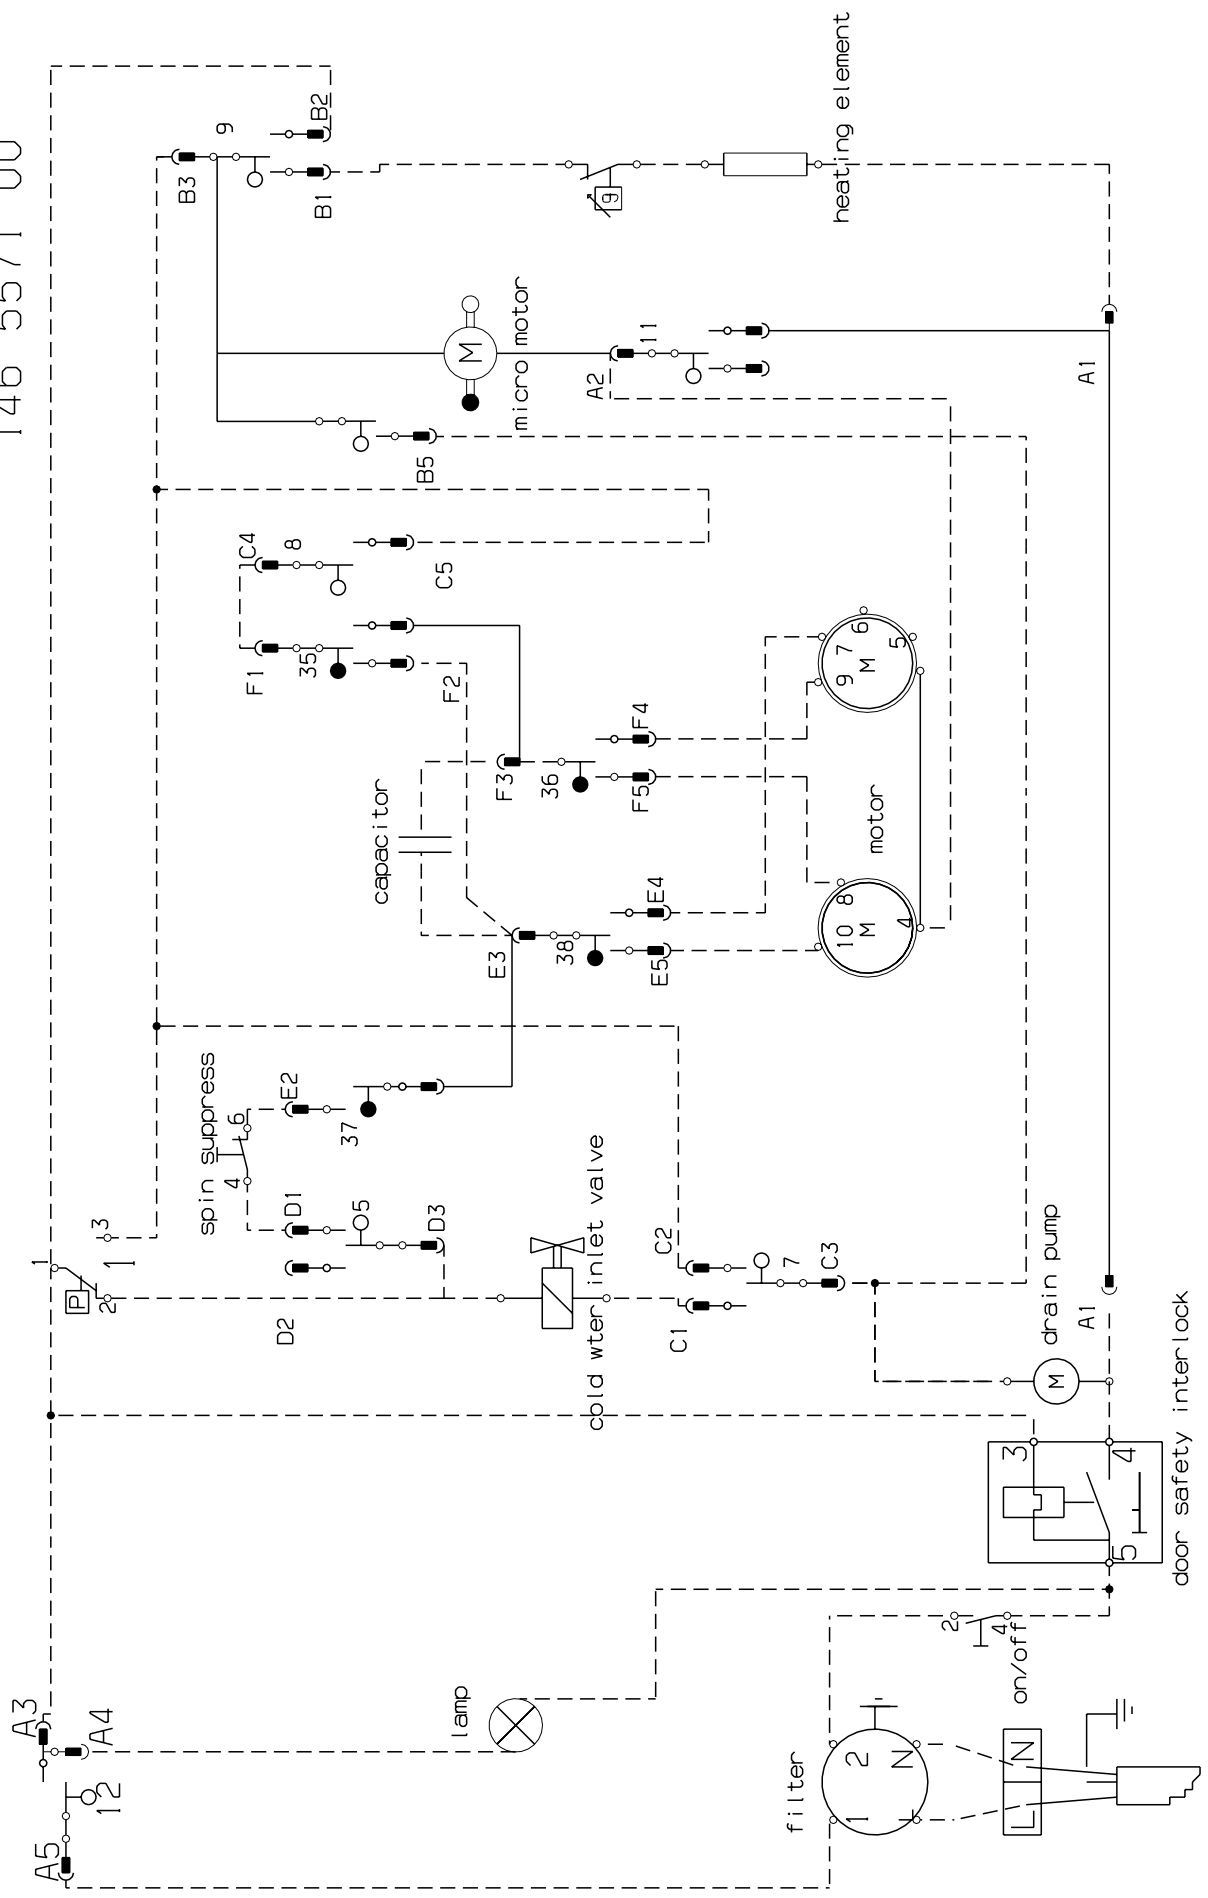 146 5571 00
B3
9
B2
B1
9
heating element
M
micro motor
A2
11
A1
B5
C4
8
C5
F1
35
F2
capacitor
F3
36
F4
F5
9
7
6
5
M
motor
E3
38
E4
E5
10
8
4
M
spin suppress
4
6
E2
37
D1
5
D3
D2
1
P
2
3
1
cold wter inlet valve
C2
C1
7
C3
drain pump
M
A1
door safety interlock
3
4
5
A3
A4
12
A5
lamp
filter
1
2
L
N
2
4
on/off
L
N